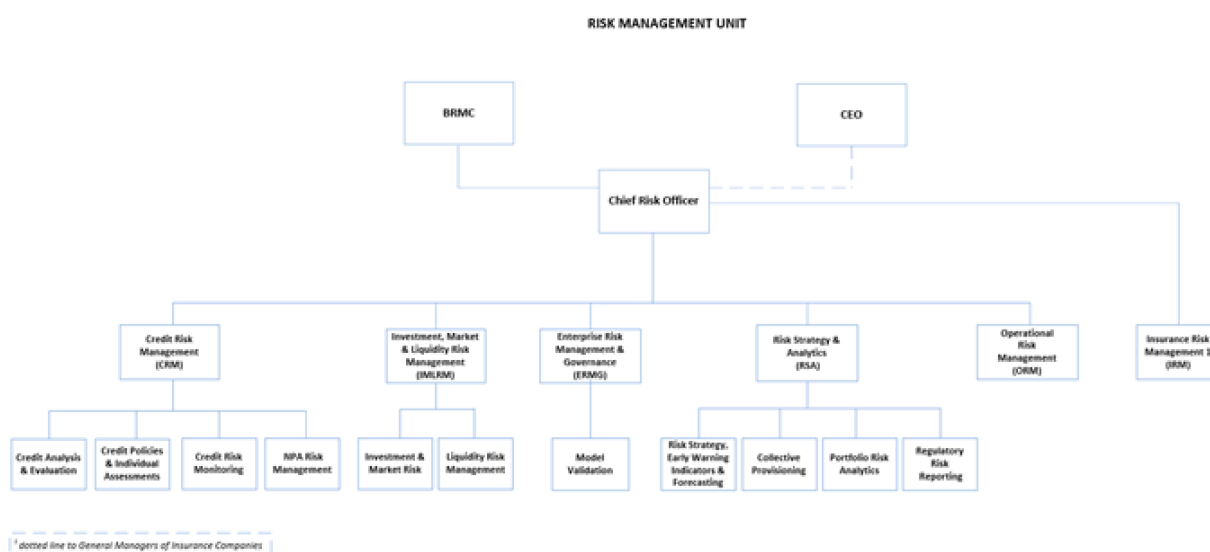 RISK MANAGEMENT UNIT
BRMC
CEO
Chief Risk Officer
Credit Risk
Management
(CRM)
Investment, Market
& Liquidity Risk
Management
(IMLRM)
Enterprise Risk
Management &
Governance
(ERMG)
Risk Strategy &
Analytics
(RSA)
Operational
Risk
Management
(ORM)
Insurance Risk
Management 1
(IRM)
Credit Analysis
& Evaluation
Credit Policies
& Individual
Assessments
Credit Risk
Monitoring
NPA Risk
Management
Investment &
Market Risk
Liquidity Risk
Management
Model
Validation
Risk Strategy,
Early Warning
Indicators &
Forecasting
Collective
Provisioning
Portfolio Risk
Analytics
Regulatory
Risk
Reporting
1 dotted line to General Managers of Insurance Companies